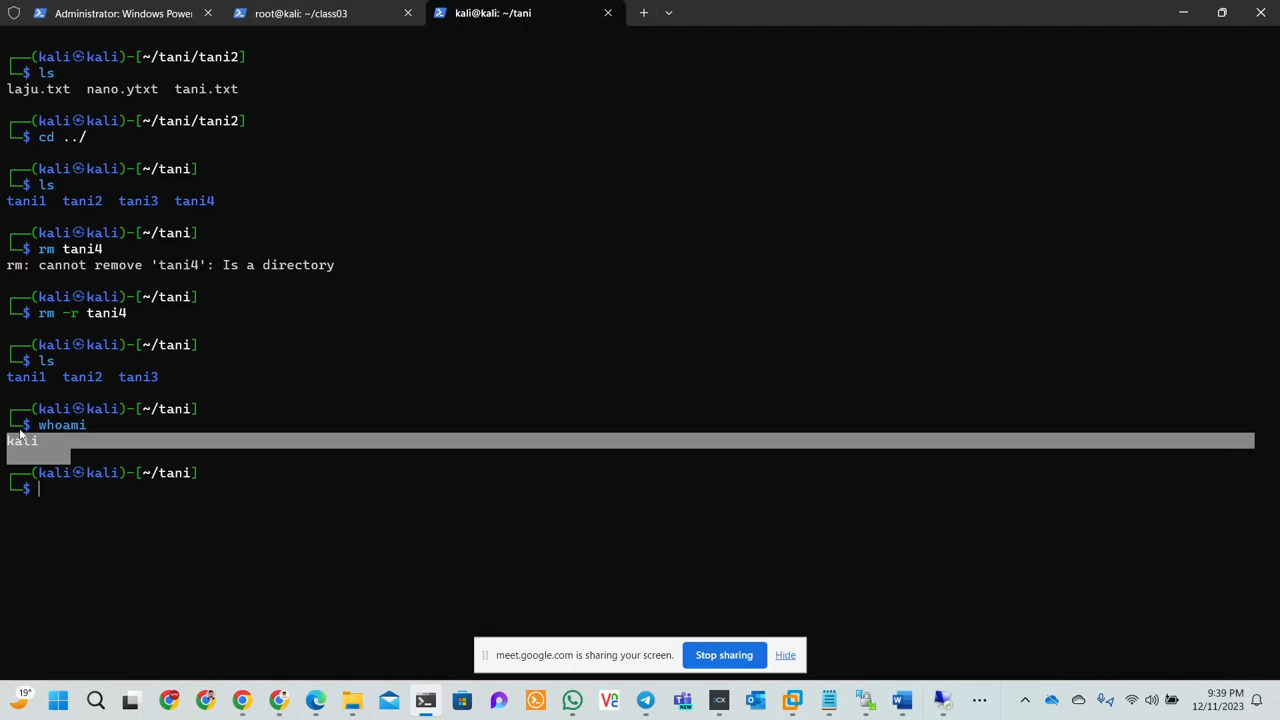 Administrator: Windows Power
root@kali: ~/class03
kali@kali: ~/tani
┌──(kali㉿kali)-[~/tani/tani2]
└─$ ls
laju.txt  nano.ytxt  tani.txt
┌──(kali㉿kali)-[~/tani/tani2]
└─$ cd ../
┌──(kali㉿kali)-[~/tani]
└─$ ls
tani1  tani2  tani3  tani4
┌──(kali㉿kali)-[~/tani]
└─$ rm tani4
rm: cannot remove 'tani4': Is a directory
┌──(kali㉿kali)-[~/tani]
└─$ rm -r tani4
┌──(kali㉿kali)-[~/tani]
└─$ ls
tani1  tani2  tani3
┌──(kali㉿kali)-[~/tani]
└─$ whoami
kali
┌──(kali㉿kali)-[~/tani]
└─$
meet.google.com is sharing your screen.
Stop sharing
Hide
19°
NEW
9:39 PM
12/11/2023